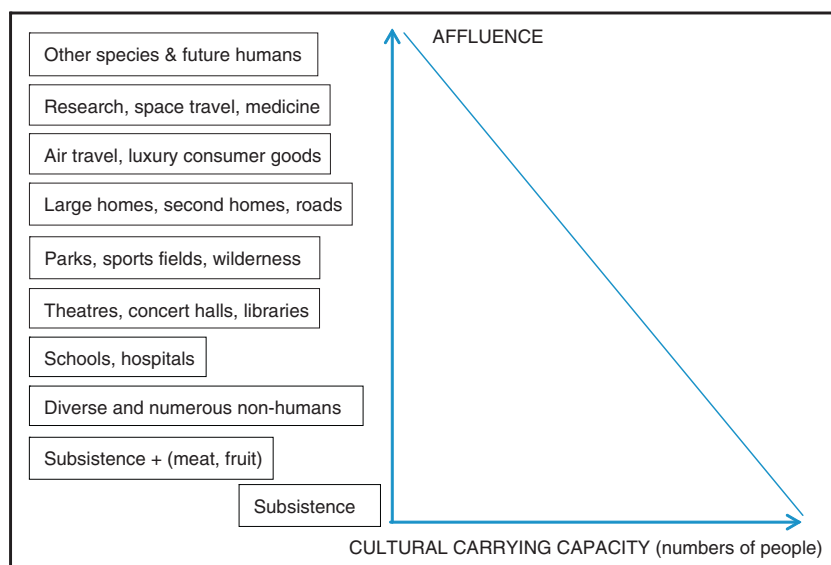 AFFLUENCE
Other species & future humans
Research, space travel, medicine
Air travel, luxury consumer goods
Large homes, second homes, roads
Parks, sports fields, wilderness
Theatres, concert halls, libraries
Schools, hospitals
Diverse and numerous non-humans
Subsistence + (meat, fruit)
Subsistence
CULTURAL CARRYING CAPACITY (numbers of people)